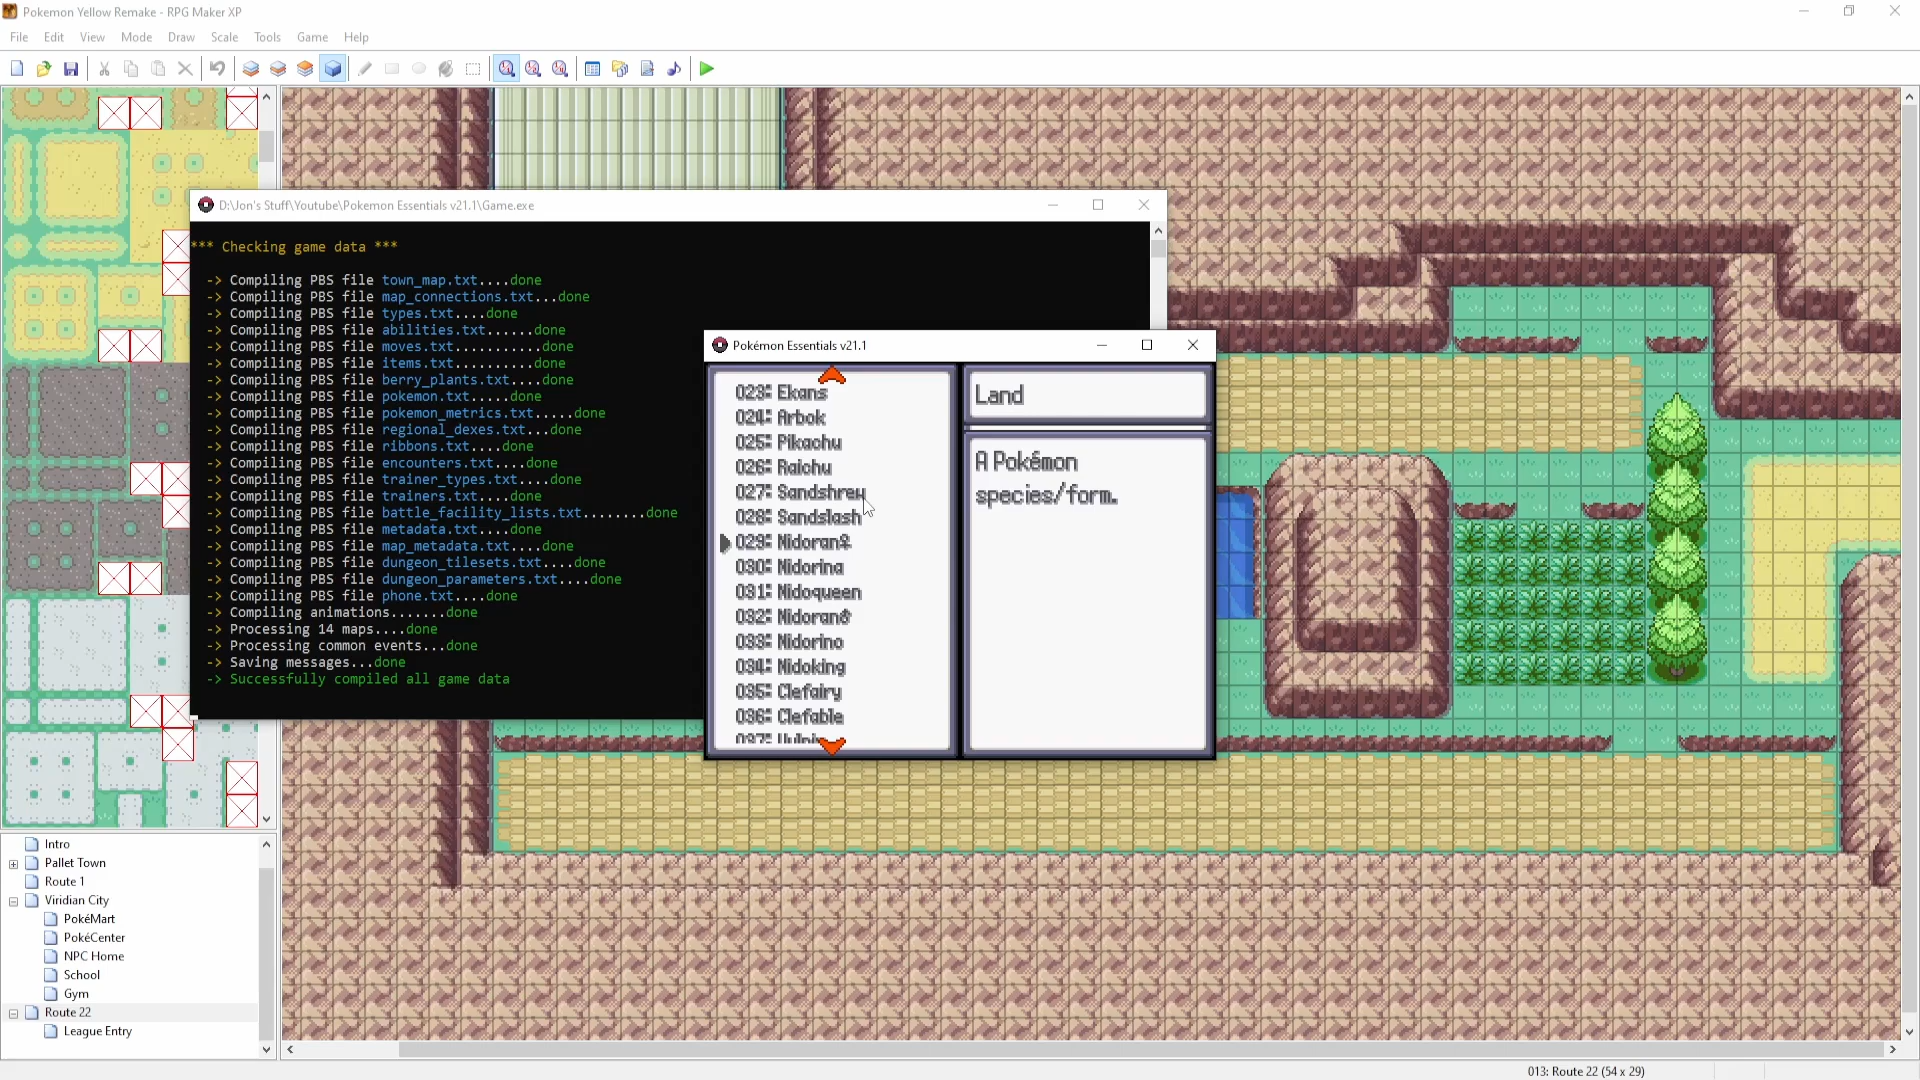 Pokemon Yellow Remake - RPG Maker XP
File Edit View Mode Draw Scale Tools Game Help
D:\Jon's Stuff\Youtube\Pokemon Essentials v21.1\Game.exe
*** Checking game data ***
-> Compiling PBS file town_map.txt....done
-> Compiling PBS file map_connections.txt...done
-> Compiling PBS file types.txt....done
-> Compiling PBS file abilities.txt......done
-> Compiling PBS file moves.txt...........done
-> Compiling PBS file items.txt...........done
-> Compiling PBS file berry_plants.txt....done
-> Compiling PBS file pokemon.txt.....done
-> Compiling PBS file pokemon_metrics.txt.....done
-> Compiling PBS file regional_dexes.txt...done
-> Compiling PBS file ribbons.txt....done
-> Compiling PBS file encounters.txt....done
-> Compiling PBS file trainer_types.txt....done
-> Compiling PBS file trainers.txt....done
-> Compiling PBS file battle_facility_lists.txt........done
-> Compiling PBS file metadata.txt....done
-> Compiling PBS file map_metadata.txt....done
-> Compiling PBS file dungeon_tilesets.txt....done
-> Compiling PBS file dungeon_parameters.txt....done
-> Compiling PBS file phone.txt....done
-> Compiling animations.......done
-> Processing 14 maps....done
-> Processing common events...done
-> Saving messages...done
-> Successfully compiled all game data
Pokémon Essentials v21.1
023: Ekans
024: Arbok
025: Pikachu
026: Raichu
027: Sandshrew
028: Sandslash
029: Nidoran♀
030: Nidorina
031: Nidoqueen
032: Nidoran♂
033: Nidorino
034: Nidoking
035: Clefairy
036: Clefable
Land
A Pokémon
species/form.
Intro
Pallet Town
Route 1
Viridian City
PokéMart
PokéCenter
NPC Home
School
Gym
Route 22
League Entry
013: Route 22 (54 x 29)